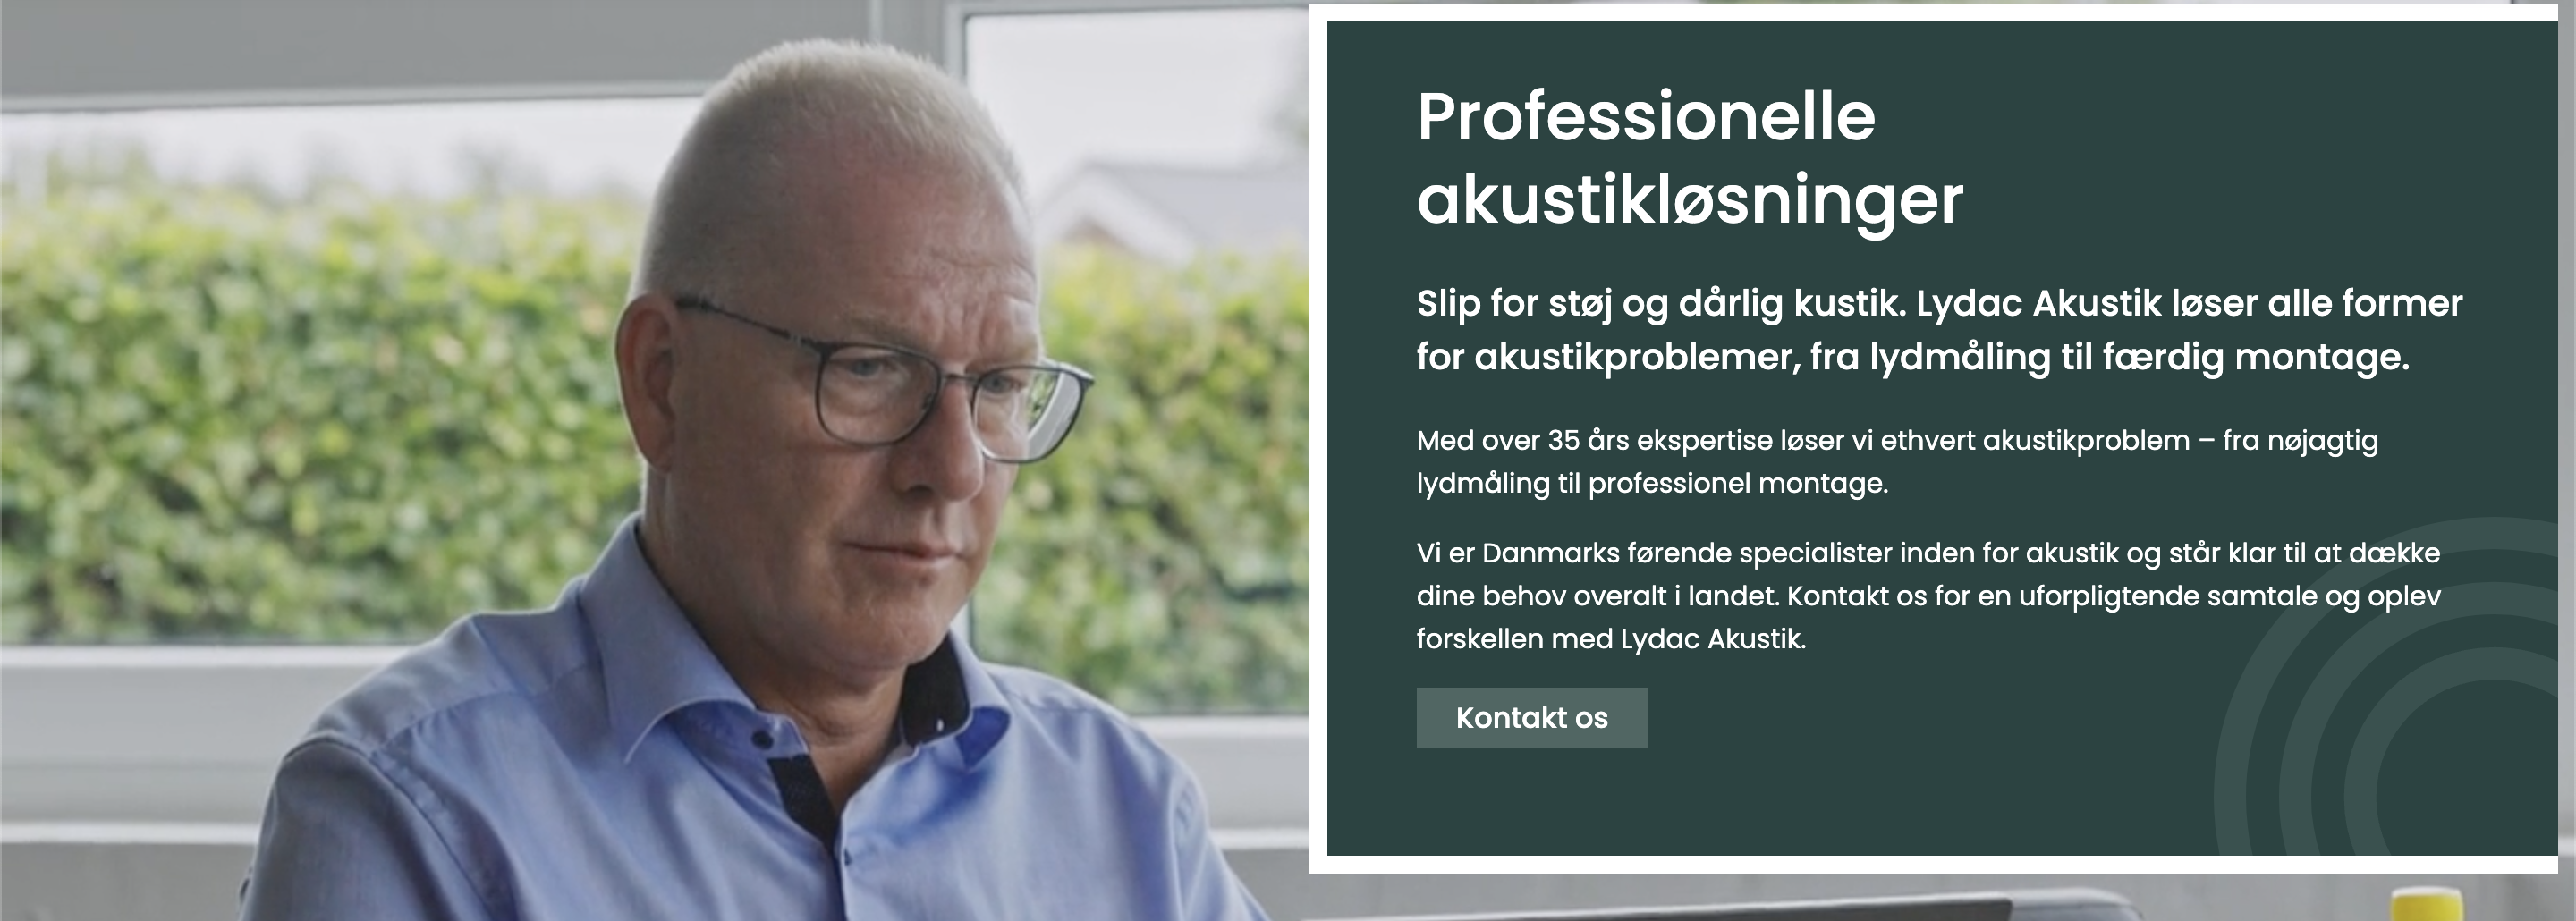 Professionelle
akustikløsninger
Slip for støj og dårlig kustik. Lydac Akustik løser alle former
for akustikproblemer, fra lydmåling til færdig montage.
Med over 35 års ekspertise løser vi ethvert akustikproblem – fra nøjagtig
lydmåling til professionel montage.
Vi er Danmarks førende specialister inden for akustik og står klar til at dække
dine behov overalt i landet. Kontakt os for en uforpligtende samtale og oplev
forskellen med Lydac Akustik.
Kontakt os